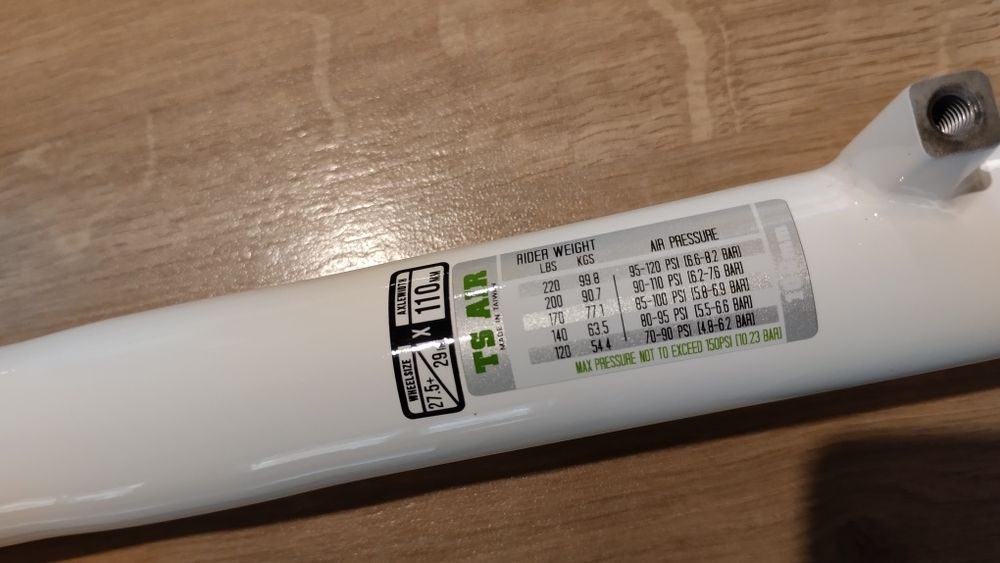 WHEELSIZE
27.5+
29
X
AXLEWIDTH
110MM
TS AIR
MADE IN TAIWAN
RIDER WEIGHT AIR PRESSURE
LBS KGS
220 99.8 95-120 PSI (6.6-8.2 BAR)
200 90.7 90-110 PSI (6.2-7.6 BAR)
170 77.1 85-100 PSI (5.8-6.9 BAR)
140 63.5 80-95 PSI (5.5-6.6 BAR)
120 54.4 70-90 PSI (4.8-6.2 BAR)
MAX PRESSURE NOT TO EXCEED 150PSI (10.23 BAR)